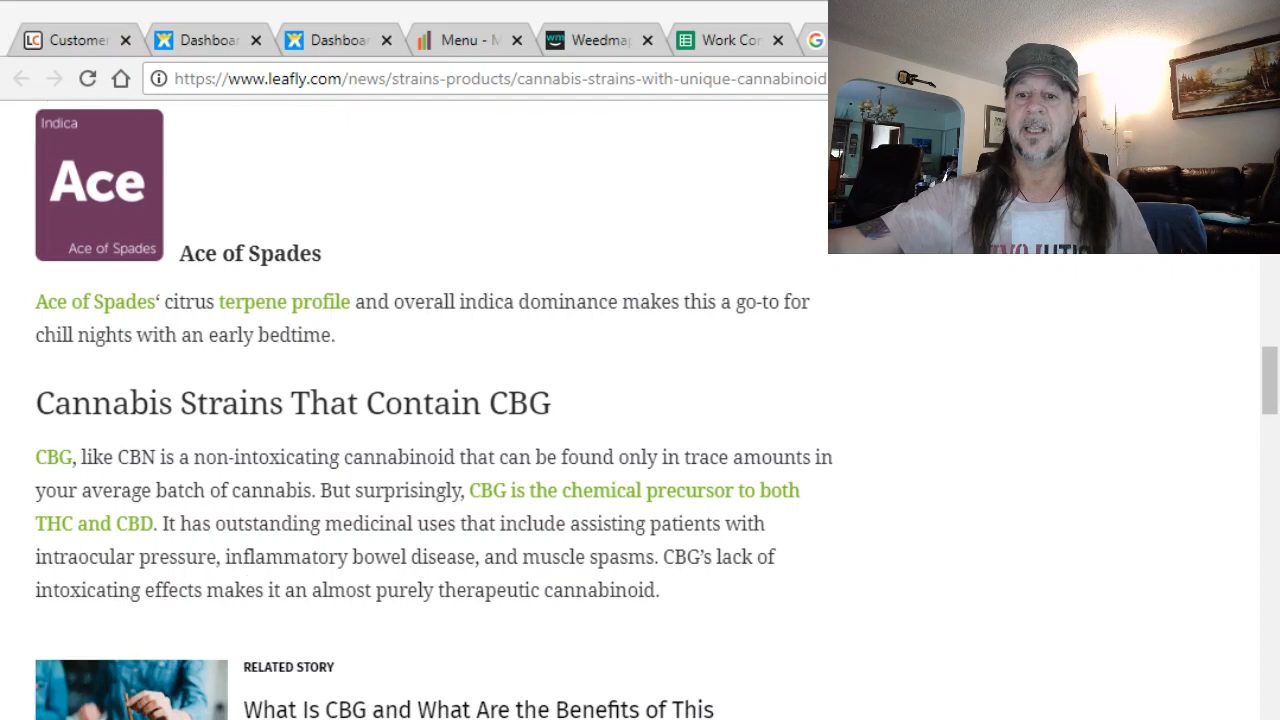 LC Customer
Dashboar
Dashboar
Menu - M
wm Weedmap
Work Cor
G
https://www.leafly.com/news/strains-products/cannabis-strains-with-unique-cannabinoid
Indica
Ace
Ace of Spades
Ace of Spades
Ace of Spades‘ citrus terpene profile and overall indica dominance makes this a go-to for
chill nights with an early bedtime.
Cannabis Strains That Contain CBG
CBG, like CBN is a non-intoxicating cannabinoid that can be found only in trace amounts in
your average batch of cannabis. But surprisingly, CBG is the chemical precursor to both
THC and CBD. It has outstanding medicinal uses that include assisting patients with
intraocular pressure, inflammatory bowel disease, and muscle spasms. CBG’s lack of
intoxicating effects makes it an almost purely therapeutic cannabinoid.
RELATED STORY
What Is CBG and What Are the Benefits of This